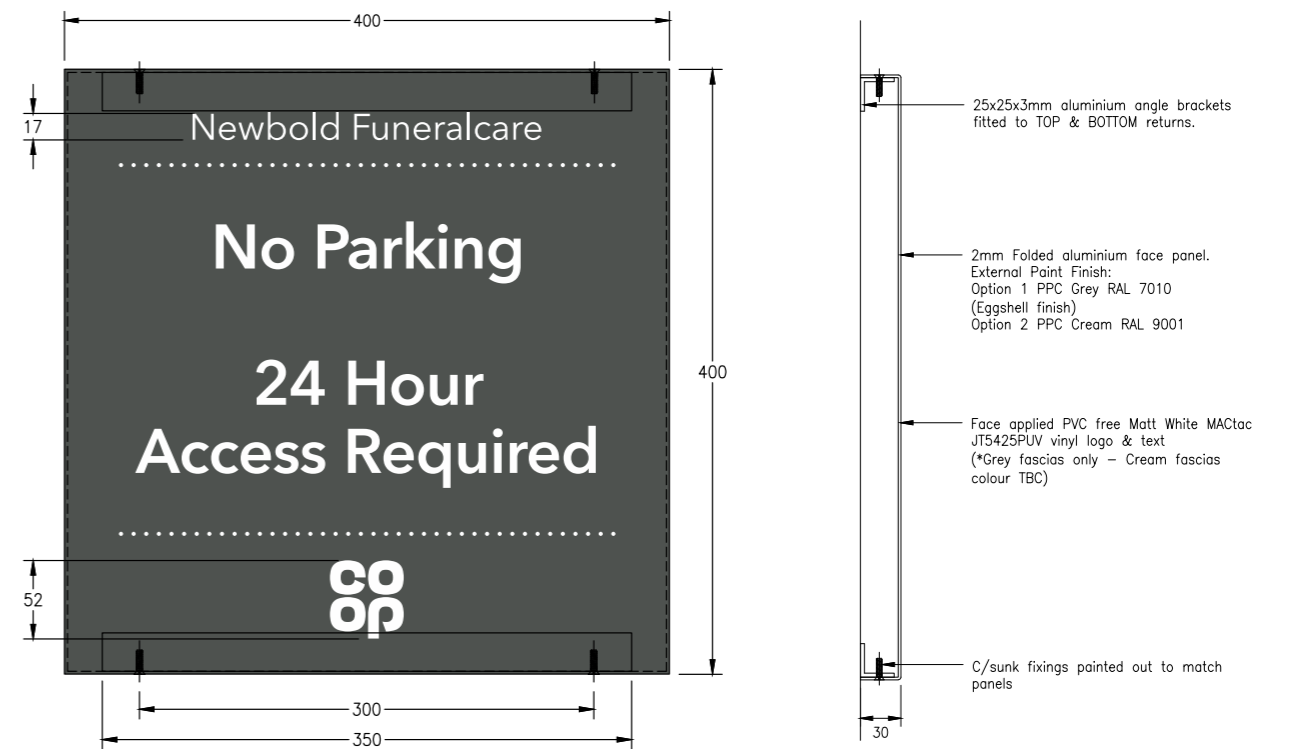 400
17
Newbold Funeralcare
No Parking
24 Hour
Access Required
400
52
co
op
300
350
25x25x3mm aluminium angle brackets
fitted to TOP & BOTTOM returns.
2mm Folded aluminium face panel.
External Paint Finish:
Option 1 PPC Grey RAL 7010
(Eggshell finish)
Option 2 PPC Cream RAL 9001
Face applied PVC free Matt White MACtac
JT5425PUV vinyl logo & text
(*Grey fascias only – Cream fascias
colour TBC)
C/sunk fixings painted out to match
panels
30